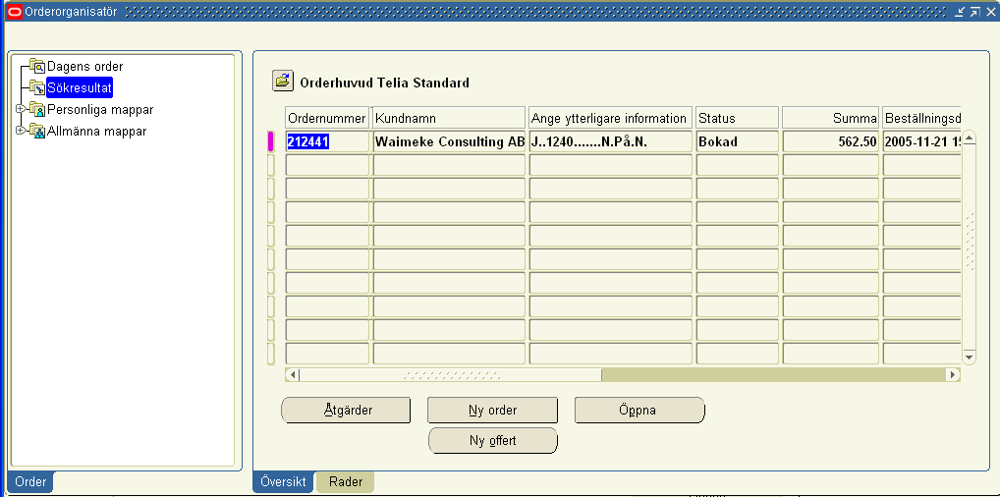 Orderorganisatör
Dagens order
Sökresultat
Personliga mappar
Allmänna mappar
Orderhuvud Telia Standard
Ordernummer Kundnamn Ange ytterligare information Status Summa Beställningsd
212441 Waimeke Consulting AB J..1240.......N.På.N. Bokad 562.50 2005-11-21 15
Åtgärder Ny order Öppna
Ny offert
Order Översikt Rader